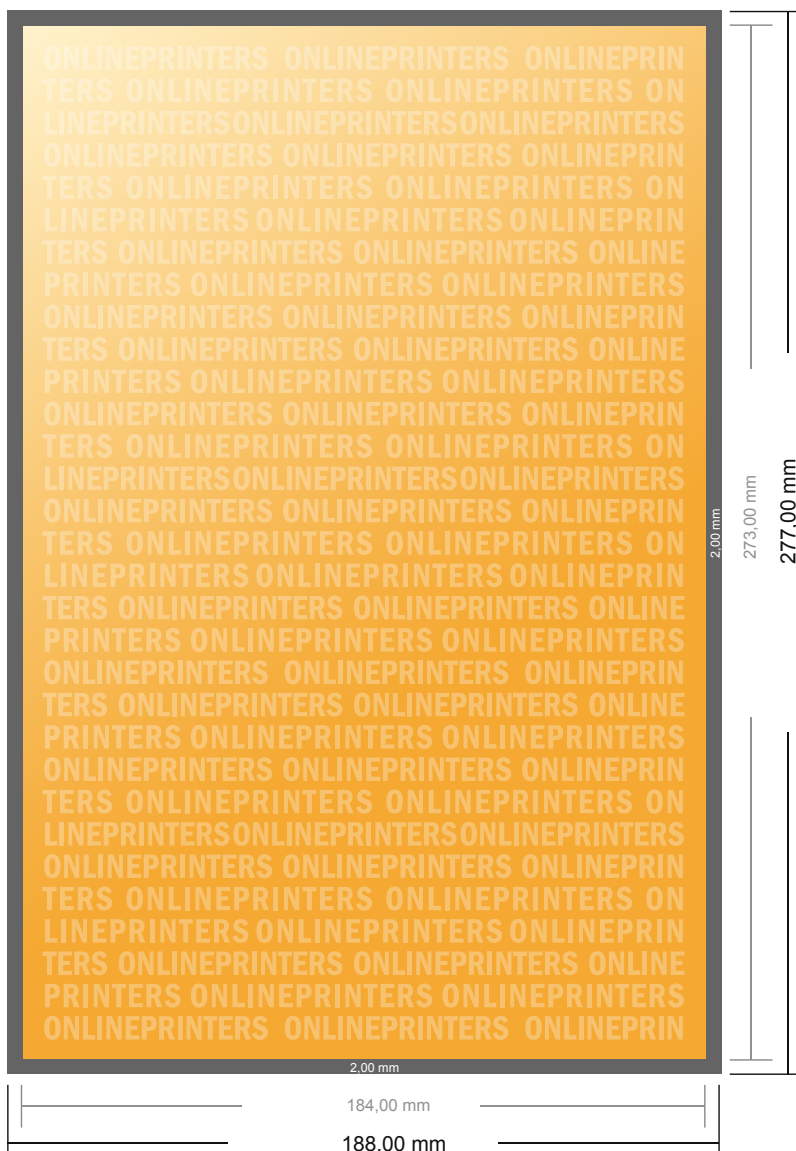 ONLINEPRINTERS ONLINEPRINTERS ONLINEPRIN
TERS ONLINEPRINTERS ONLINEPRINTERS ON
LINEPRINTERSONLINEPRINTERSONLINEPRINTERS
ONLINEPRINTERS ONLINEPRINTERS ONLINEPRIN
TERS ONLINEPRINTERS ONLINEPRINTERS ON
LINEPRINTERS ONLINEPRINTERS ONLINEPRIN
TERS ONLINEPRINTERS ONLINEPRINTERS ONLINE
PRINTERS ONLINEPRINTERS ONLINEPRINTERS
ONLINEPRINTERS ONLINEPRINTERS ONLINEPRIN
TERS ONLINEPRINTERS ONLINEPRINTERS ONLINE
PRINTERS ONLINEPRINTERS ONLINEPRINTERS
ONLINEPRINTERS ONLINEPRINTERS ONLINEPRIN
TERS ONLINEPRINTERS ONLINEPRINTERS ON
LINEPRINTERSONLINEPRINTERSONLINEPRINTERS
ONLINEPRINTERS ONLINEPRINTERS ONLINEPRIN
TERS ONLINEPRINTERS ONLINEPRINTERS ON
LINEPRINTERS ONLINEPRINTERS ONLINEPRIN
TERS ONLINEPRINTERS ONLINEPRINTERS ONLINE
PRINTERS ONLINEPRINTERS ONLINEPRINTERS
ONLINEPRINTERS ONLINEPRINTERS ONLINEPRIN
TERS ONLINEPRINTERS ONLINEPRINTERS ONLINE
PRINTERS ONLINEPRINTERS ONLINEPRINTERS
ONLINEPRINTERS ONLINEPRINTERS ONLINEPRIN
TERS ONLINEPRINTERS ONLINEPRINTERS ON
LINEPRINTERSONLINEPRINTERSONLINEPRINTERS
ONLINEPRINTERS ONLINEPRINTERS ONLINEPRIN
TERS ONLINEPRINTERS ONLINEPRINTERS ON
LINEPRINTERS ONLINEPRINTERS ONLINEPRIN
TERS ONLINEPRINTERS ONLINEPRINTERS ONLINE
PRINTERS ONLINEPRINTERS ONLINEPRINTERS
ONLINEPRINTERS ONLINEPRINTERS ONLINEPRIN
2,00 mm
273,00 mm
277,00 mm
2,00 mm
184,00 mm
188,00 mm